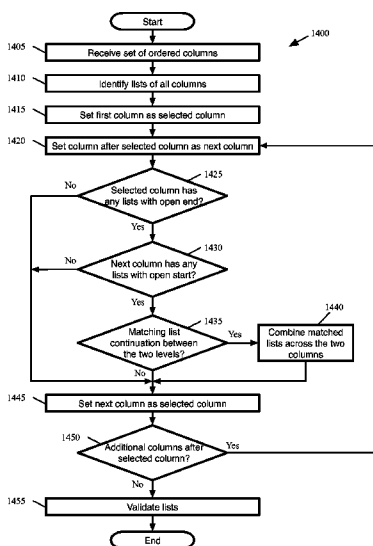 Start
1400
1405
Receive set of ordered columns
1410
Identify lists of all columns
1415
Set first column as selected column
1420
Set column after selected column as next column
1425
No
Selected column has
any lists with open end?
Yes
1430
No
Next column has any
lists with open start?
Yes
1435
1440
Matching list
continuation between
the two levels?
Yes
Combine matched
lists across the two
columns
No
1445
Set next column as selected column
1450
Yes
Additional columns after
selected column?
No
1455
Validate lists
End